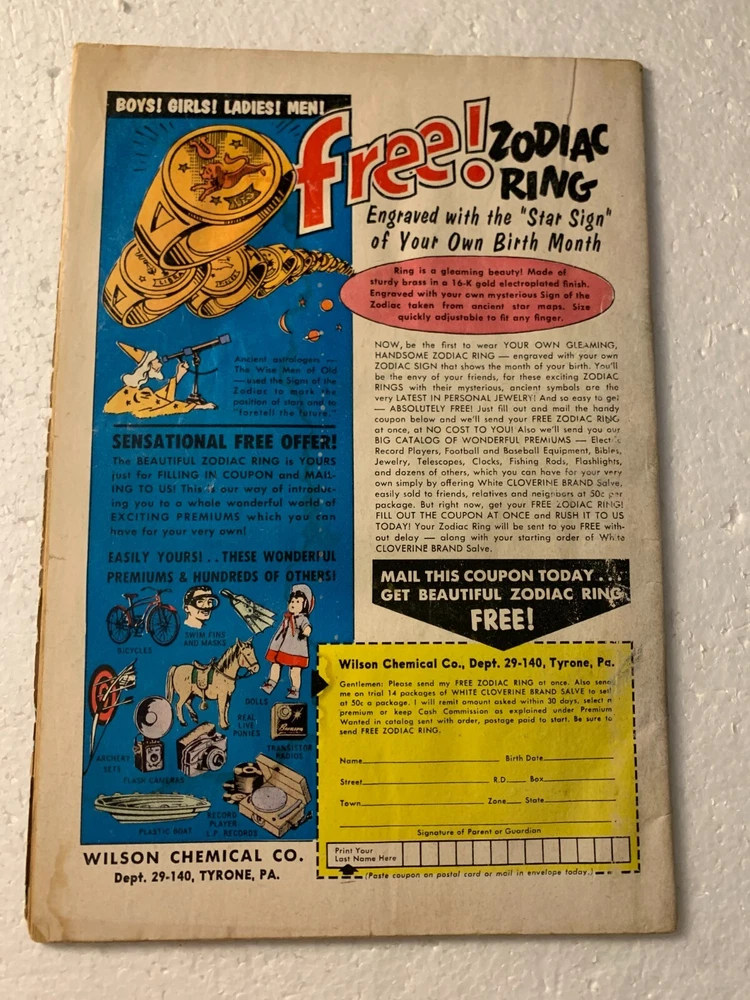 BOYS! GIRLS! LADIES! MEN!
free! ZODIAC
RING
Engraved with the "Star Sign"
of Your Own Birth Month
LEO
LIBRA
Ring is a gleaming beauty! Made of
sturdy brass in a 16-K gold electroplated finish.
Engraved with your own mysterious Sign of the
Zodiac taken from ancient star maps. Size
quickly adjustable to fit any finger.
Ancient astrologers —
The Wise Men of Old
— used the Signs of the
Zodiac to mark the
position of stars and to
"foretell the future."
SENSATIONAL FREE OFFER!
The BEAUTIFUL ZODIAC RING is YOURS
just for FILLING IN COUPON and MAIL-
ING TO US! This is our way of introduc-
ing you to a whole wonderful world of
EXCITING PREMIUMS which you can
have for your very own!
EASILY YOURS! . . THESE WONDERFUL
PREMIUMS & HUNDREDS OF OTHERS!
BICYCLES
SWIM FINS
AND MASKS
DOLLS
REAL
LIVE
PONIES
TRANSISTOR
RADIOS
ARCHERY
SETS
FLASH CAMERAS
PLASTIC BOAT
RECORD
PLAYER
L.P. RECORDS
WILSON CHEMICAL CO.
Dept. 29-140, TYRONE, PA.
NOW, be the first to wear YOUR OWN GLEAMING,
HANDSOME ZODIAC RING — engraved with your own
ZODIAC SIGN that shows the month of your birth. You'll
be the envy of your friends, for these exciting ZODIAC
RINGS with their mysterious, ancient symbols are the
very LATEST IN PERSONAL JEWELRY! And so easy to get
— ABSOLUTELY FREE! Just fill out and mail the handy
coupon below and we'll send your FREE ZODIAC RING
at once, at NO COST TO YOU! Also we'll send you our
BIG CATALOG OF WONDERFUL PREMIUMS — Electric
Record Players, Football and Baseball Equipment, Bibles,
Jewelry, Telescopes, Clocks, Fishing Rods, Flashlights,
and dozens of others, which you can have for your very
own simply by offering White CLOVERINE BRAND Salve,
easily sold to friends, relatives and neighbors at 50c per
package. But right now, get your FREE ZODIAC RING!
FILL OUT THE COUPON AT ONCE and RUSH IT TO US
TODAY! Your Zodiac Ring will be sent to you FREE with-
out delay — along with your starting order of White
CLOVERINE BRAND Salve.
MAIL THIS COUPON TODAY . . .
GET BEAUTIFUL ZODIAC RING
FREE!
Wilson Chemical Co., Dept. 29-140, Tyrone, Pa.
Gentlemen: Please send my FREE ZODIAC RING at once. Also send
me on trial 14 packages of WHITE CLOVERINE BRAND SALVE to sell
at 50c a package. I will remit amount asked within 30 days, select a
premium or keep Cash Commission as explained under Premium
Wanted in catalog sent with order, postage paid to start. Be sure to
send FREE ZODIAC RING.
Name Birth Date
Street R.D. Box
Town Zone State
Signature of Parent or Guardian
Print Your
Last Name Here
(Paste coupon on postal card or mail in envelope today.)